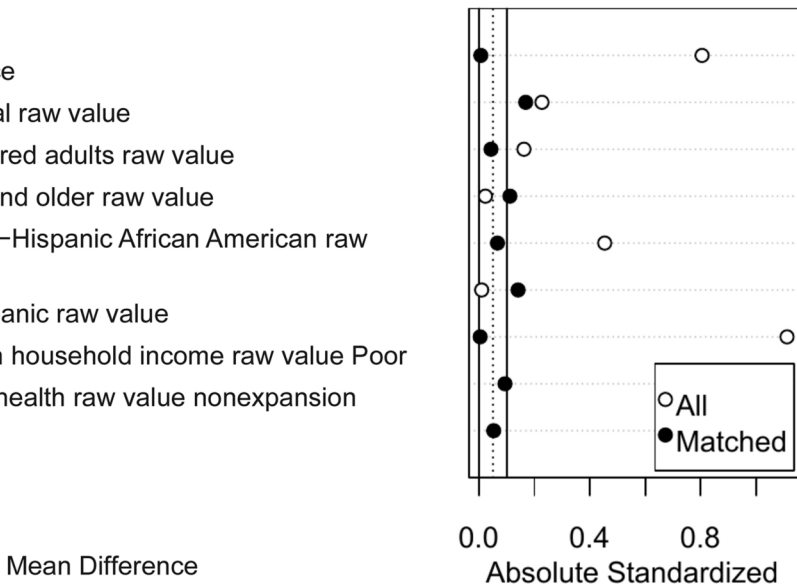 ce
al raw value
red adults raw value
nd older raw value
−Hispanic African American raw
anic raw value
n household income raw value Poor
health raw value nonexpansion
All
Matched
0.0 0.4 0.8
Absolute Standardized
Mean Difference